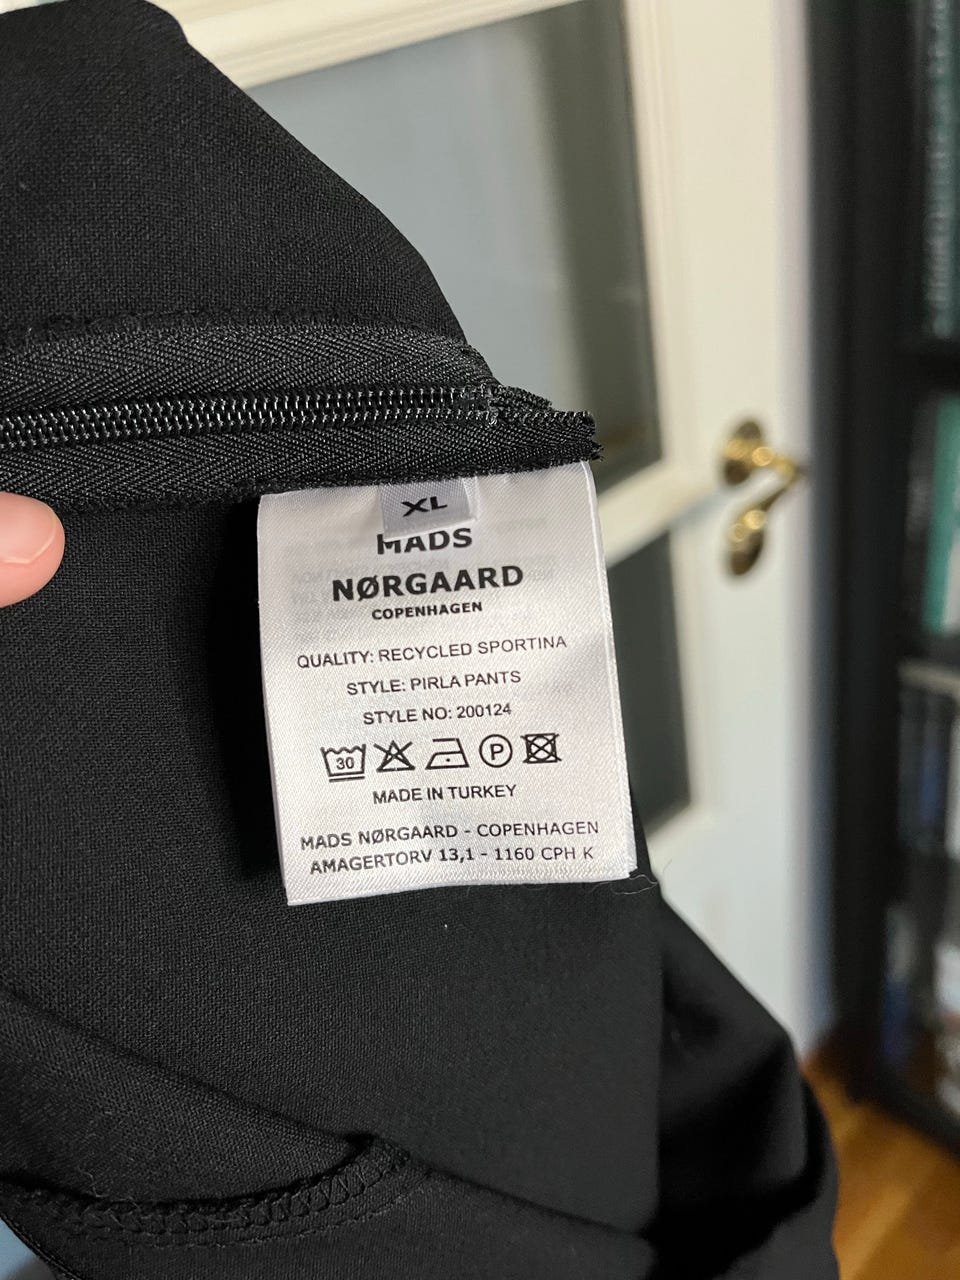 XL
MADS
NØRGAARD
COPENHAGEN
QUALITY: RECYCLED SPORTINA
STYLE: PIRLA PANTS
STYLE NO: 200124
30 P
MADE IN TURKEY
MADS NØRGAARD - COPENHAGEN
AMAGERTORV 13,1 - 1160 CPH K